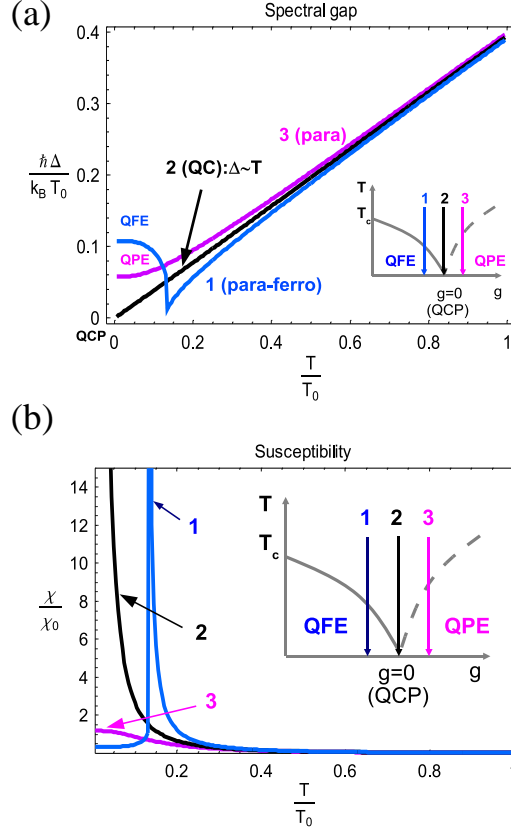 (a)
Spectral gap
0.4
0.3
0.2
0.1
0
ħ Δ
k_B T_0
3 (para)
2 (QC):Δ~T
QFE
QPE
1 (para-ferro)
T
T_c
1 2 3
QFE QPE
g=0
(QCP)
g
QCP
0 0.2 0.4 0.6 0.8 1
T
T_0
(b)
Susceptibility
14
12
10
8
6
4
2
χ
χ_0
1
2
3
T
T_c
1 2 3
QFE QPE
g=0
(QCP)
g
0.2 0.4 0.6 0.8 1
T
T_0